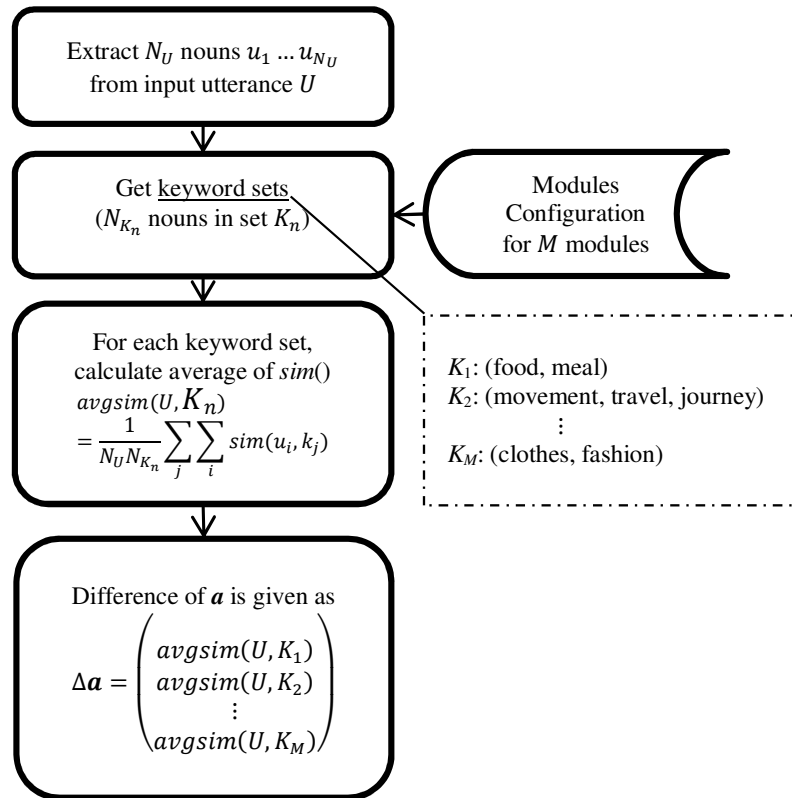 Extract N_U nouns u_1 … u_{N_U}
from input utterance U
Get keyword sets
(N_{K_n} nouns in set K_n)
Modules
Configuration
for M modules
For each keyword set,
calculate average of sim()
avgsim(U, K_n)
= \frac{1}{N_U N_{K_n}} \sum_j \sum_i sim(u_i, k_j)
K_1: (food, meal)
K_2: (movement, travel, journey)
⋮
K_M: (clothes, fashion)
Difference of a is given as
avgsim(U, K_1)
Δa = avgsim(U, K_2)
⋮
avgsim(U, K_M)